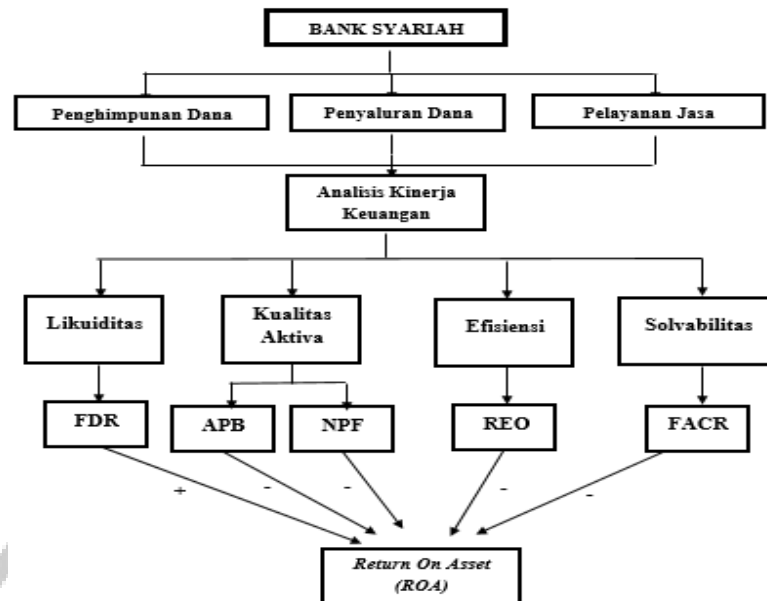 BANK SYARIAH
Penghimpunan Dana
Penyaluran Dana
Pelayanan Jasa
Analisis Kinerja
Keuangan
Likuiditas
Kualitas
Aktiva
Efisiensi
Solvabilitas
FDR
APB
NPF
REO
FACR
+
-
-
-
-
Return On Asset
(ROA)